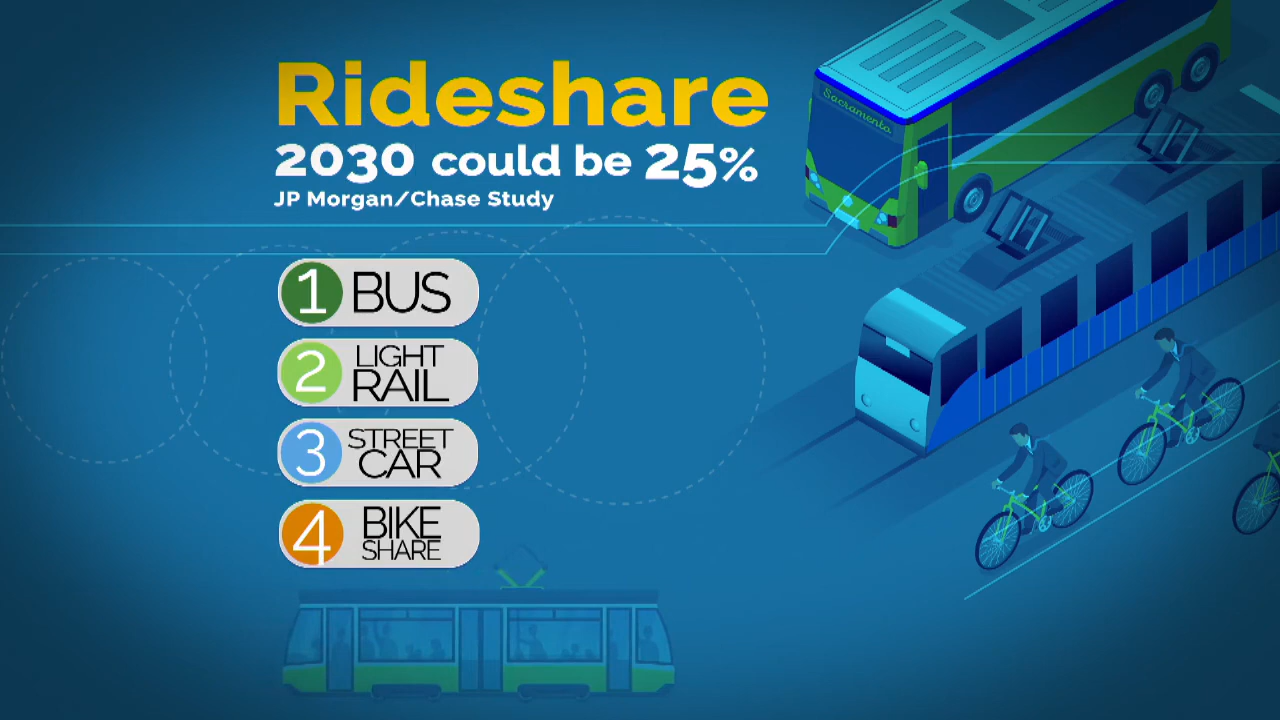 Rideshare
2030 could be 25%
JP Morgan/Chase Study
Sacramento
1 BUS
2 LIGHT
RAIL
3 STREET
CAR
4 BIKE
SHARE